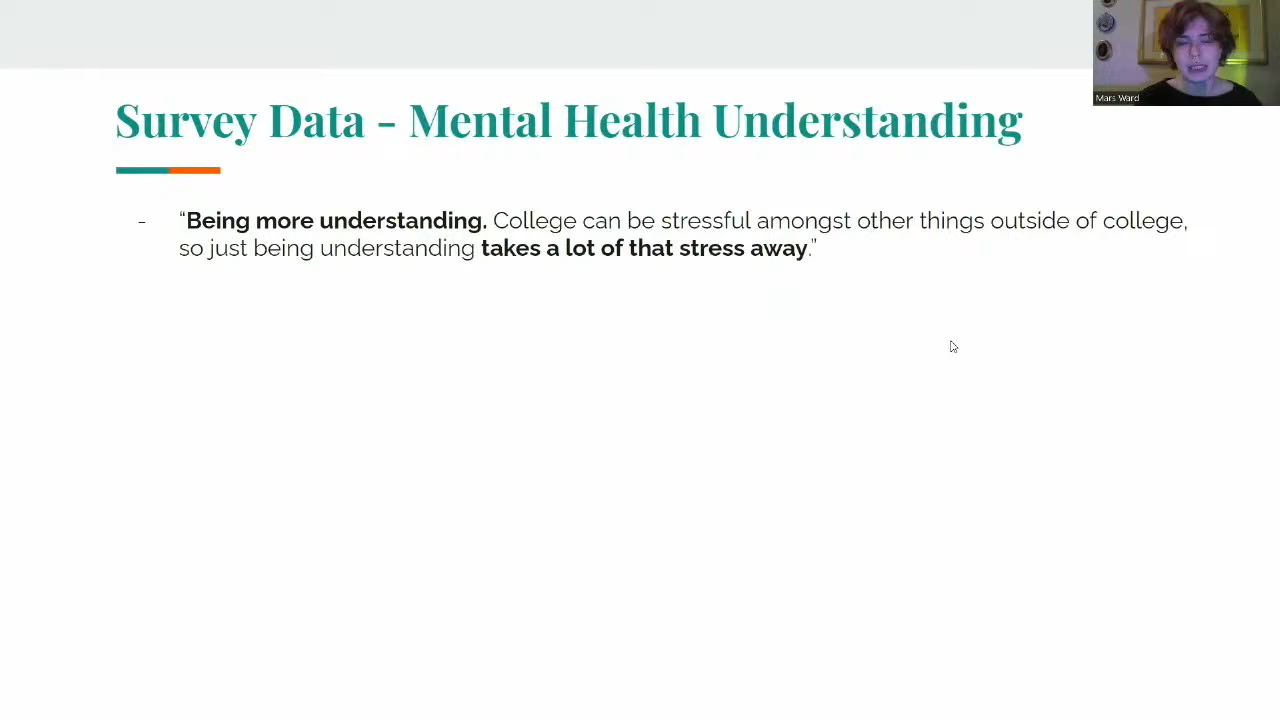 Mars Ward
Survey Data - Mental Health Understanding
- “Being more understanding. College can be stressful amongst other things outside of college,
so just being understanding takes a lot of that stress away.”